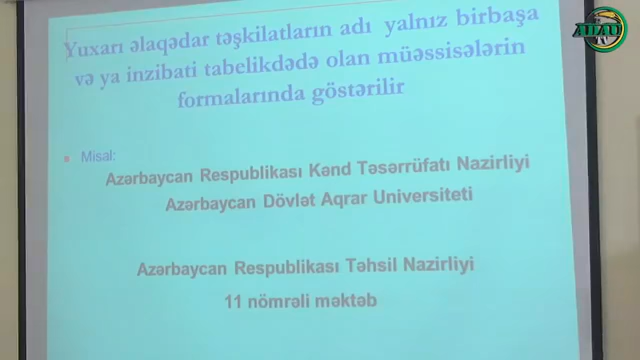 ADAU
Yuxarı əlaqədar təşkilatların adı yalnız birbaşa
və ya inzibati tabelikdədə olan müəssisələrin
formalarında göstərilir
Misal:
Azərbaycan Respublikası Kənd Təsərrüfatı Nazirliyi
Azərbaycan Dövlət Aqrar Universiteti
Azərbaycan Respublikası Təhsil Nazirliyi
11 nömrəli məktəb